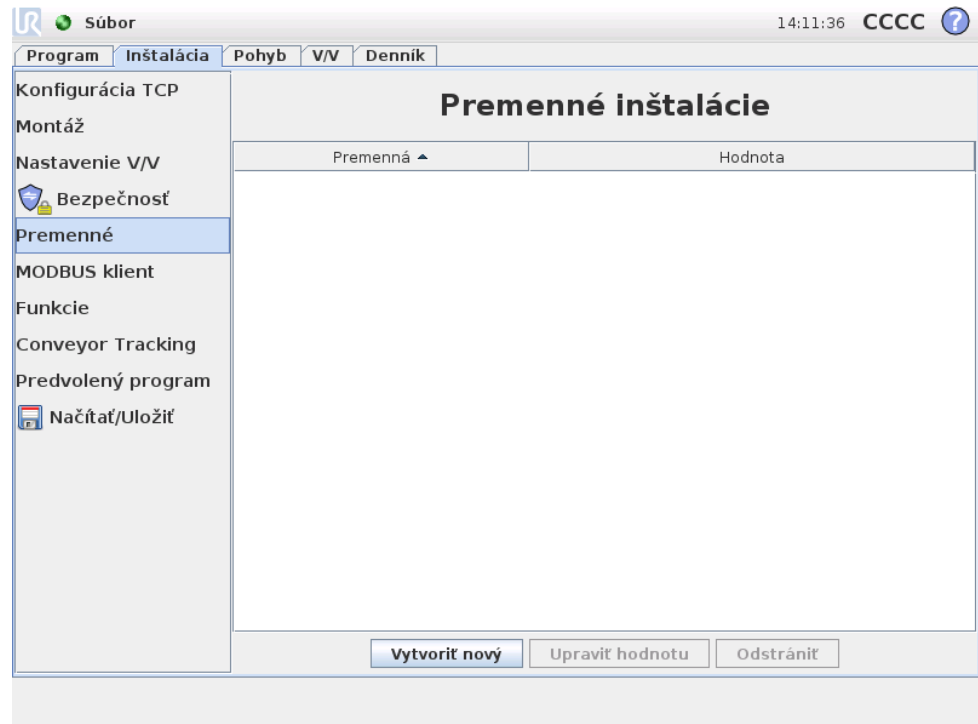 UR Súbor 14:11:36 CCCC ?
Program Inštalácia Pohyb V/V Denník
Konfigurácia TCP
Montáž
Nastavenie V/V
Bezpečnosť
Premenné
MODBUS klient
Funkcie
Conveyor Tracking
Predvolený program
Načítať/Uložiť
Premenné inštalácie
Premenná Hodnota
Vytvoriť nový Upraviť hodnotu Odstrániť